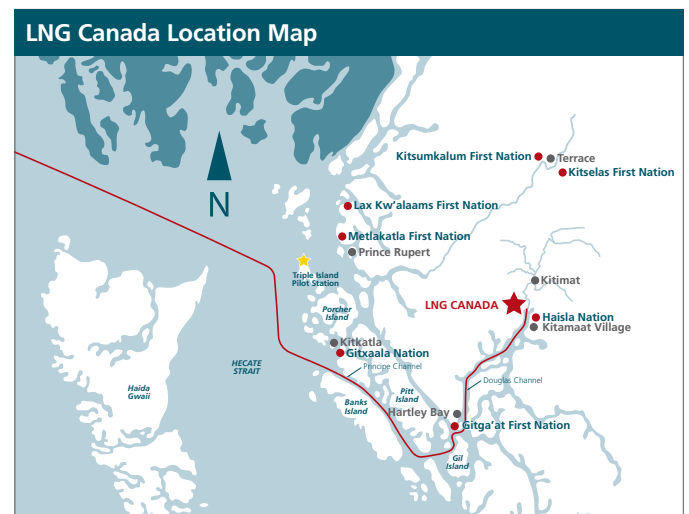 LNG Canada Location Map
Kitsumkalum First Nation
Terrace
Kitselas First Nation
Lax Kw'alaams First Nation
Metlakatla First Nation
N
Prince Rupert
Triple Island
Pilot Station
Kitimat
LNG CANADA
Porcher
Island
Haisla Nation
Kitamaat Village
Kitkatla
Gitxaala Nation
HECATE
STRAIT
Principe Channel
Douglas Channel
Haida
Gwaii
Pitt
Island
Banks
Island
Hartley Bay
Gitga'at First Nation
Gil
Island